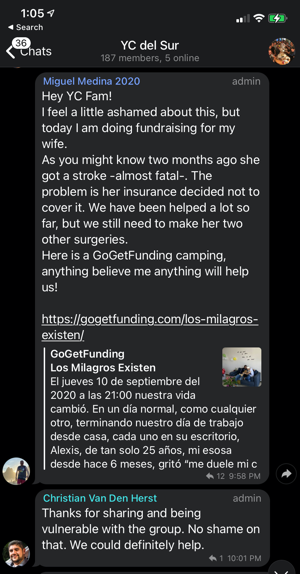 1:05
Search
36
Chats
YC del Sur
187 members, 5 online
Miguel Medina 2020 admin
Hey YC Fam!
I feel a little ashamed about this, but
today I am doing fundraising for my
wife.
As you might know two months ago she
got a stroke -almost fatal-. The
problem is her insurance decided not to
cover it. We have been helped a lot so
far, but we still need to make her two
other surgeries.
Here is a GoGetFunding camping,
anything believe me anything will help
us!
https://gogetfunding.com/los-milagros-
existen/
GoGetFunding
Los Milagros Existen
El jueves 10 de septiembre del
2020 a las 21:00 nuestra vida
cambió. En un día normal, como cualquier
otro, terminando nuestro día de trabajo
desde casa, cada uno en su escritorio,
Alexis, de tan solo 25 años, mi esosa
desde hace 6 meses, gritó “me duele mi c
12 9:58 PM
Christian Van Den Herst admin
Thanks for sharing and being
vulnerable with the group. No shame on
that. We could definitely help.
1 10:01 PM